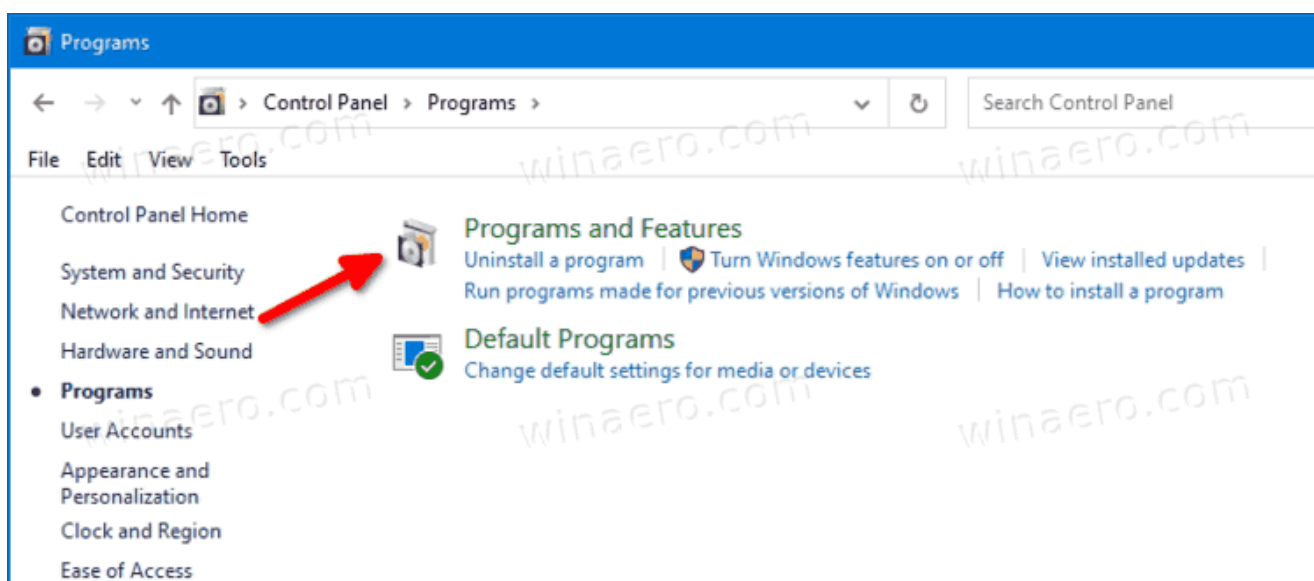 Programs
Control Panel > Programs >
Search Control Panel
File Edit View Tools
Control Panel Home
System and Security
Network and Internet
Hardware and Sound
Programs
User Accounts
Appearance and
Personalization
Clock and Region
Ease of Access
Programs and Features
Uninstall a program
Turn Windows features on or off
View installed updates
Run programs made for previous versions of Windows
How to install a program
Default Programs
Change default settings for media or devices
winaero.com
winaero.com
winaero.com
winaero.com
winaero.com
winaero.com